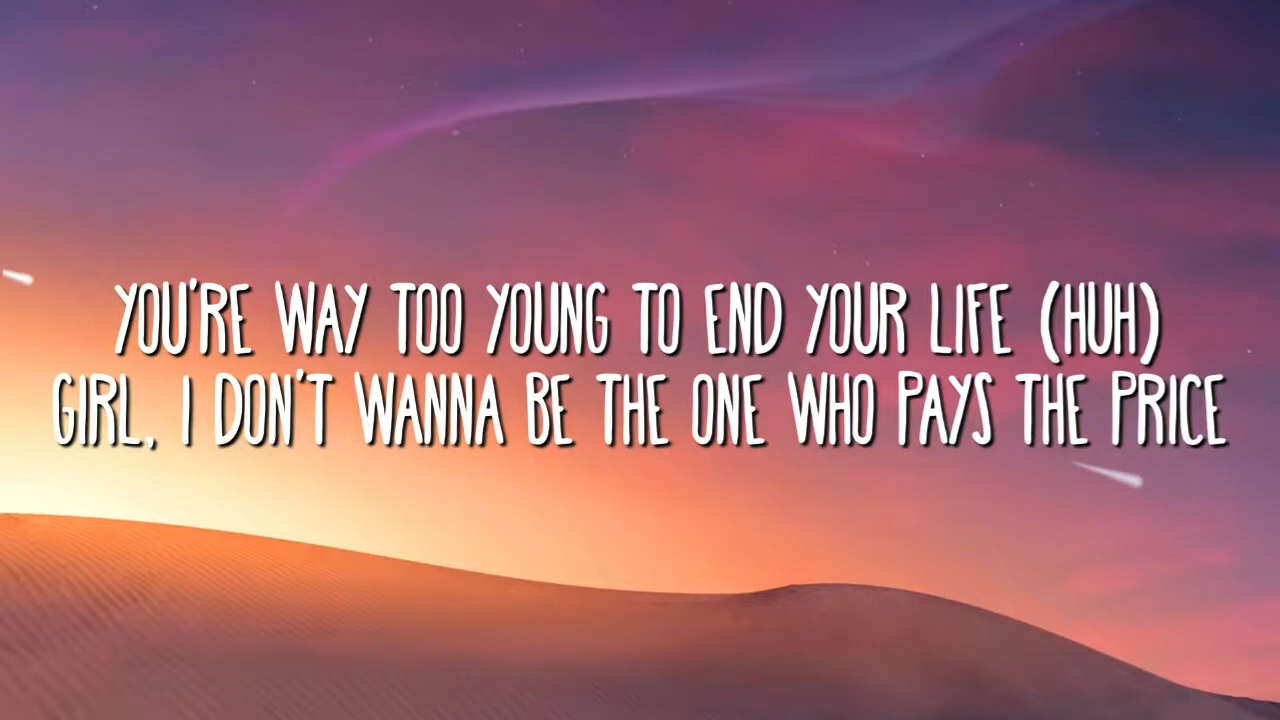 YOU'RE WAY TOO YOUNG TO END YOUR LIFE (HUH)
GIRL, I DON'T WANNA BE THE ONE WHO PAYS THE PRICE